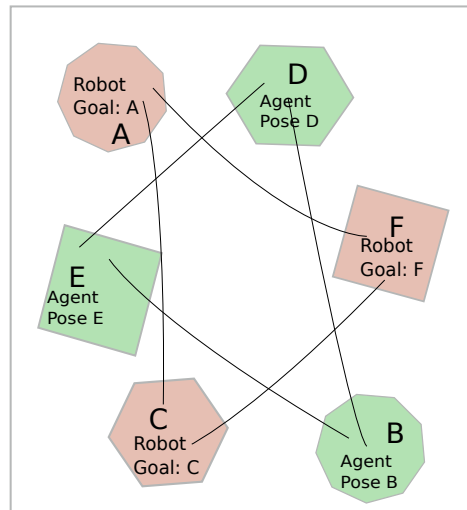 Robot
Goal: A
A
D
Agent
Pose D
F
Robot
Goal: F
E
Agent
Pose E
C
Robot
Goal: C
B
Agent
Pose B